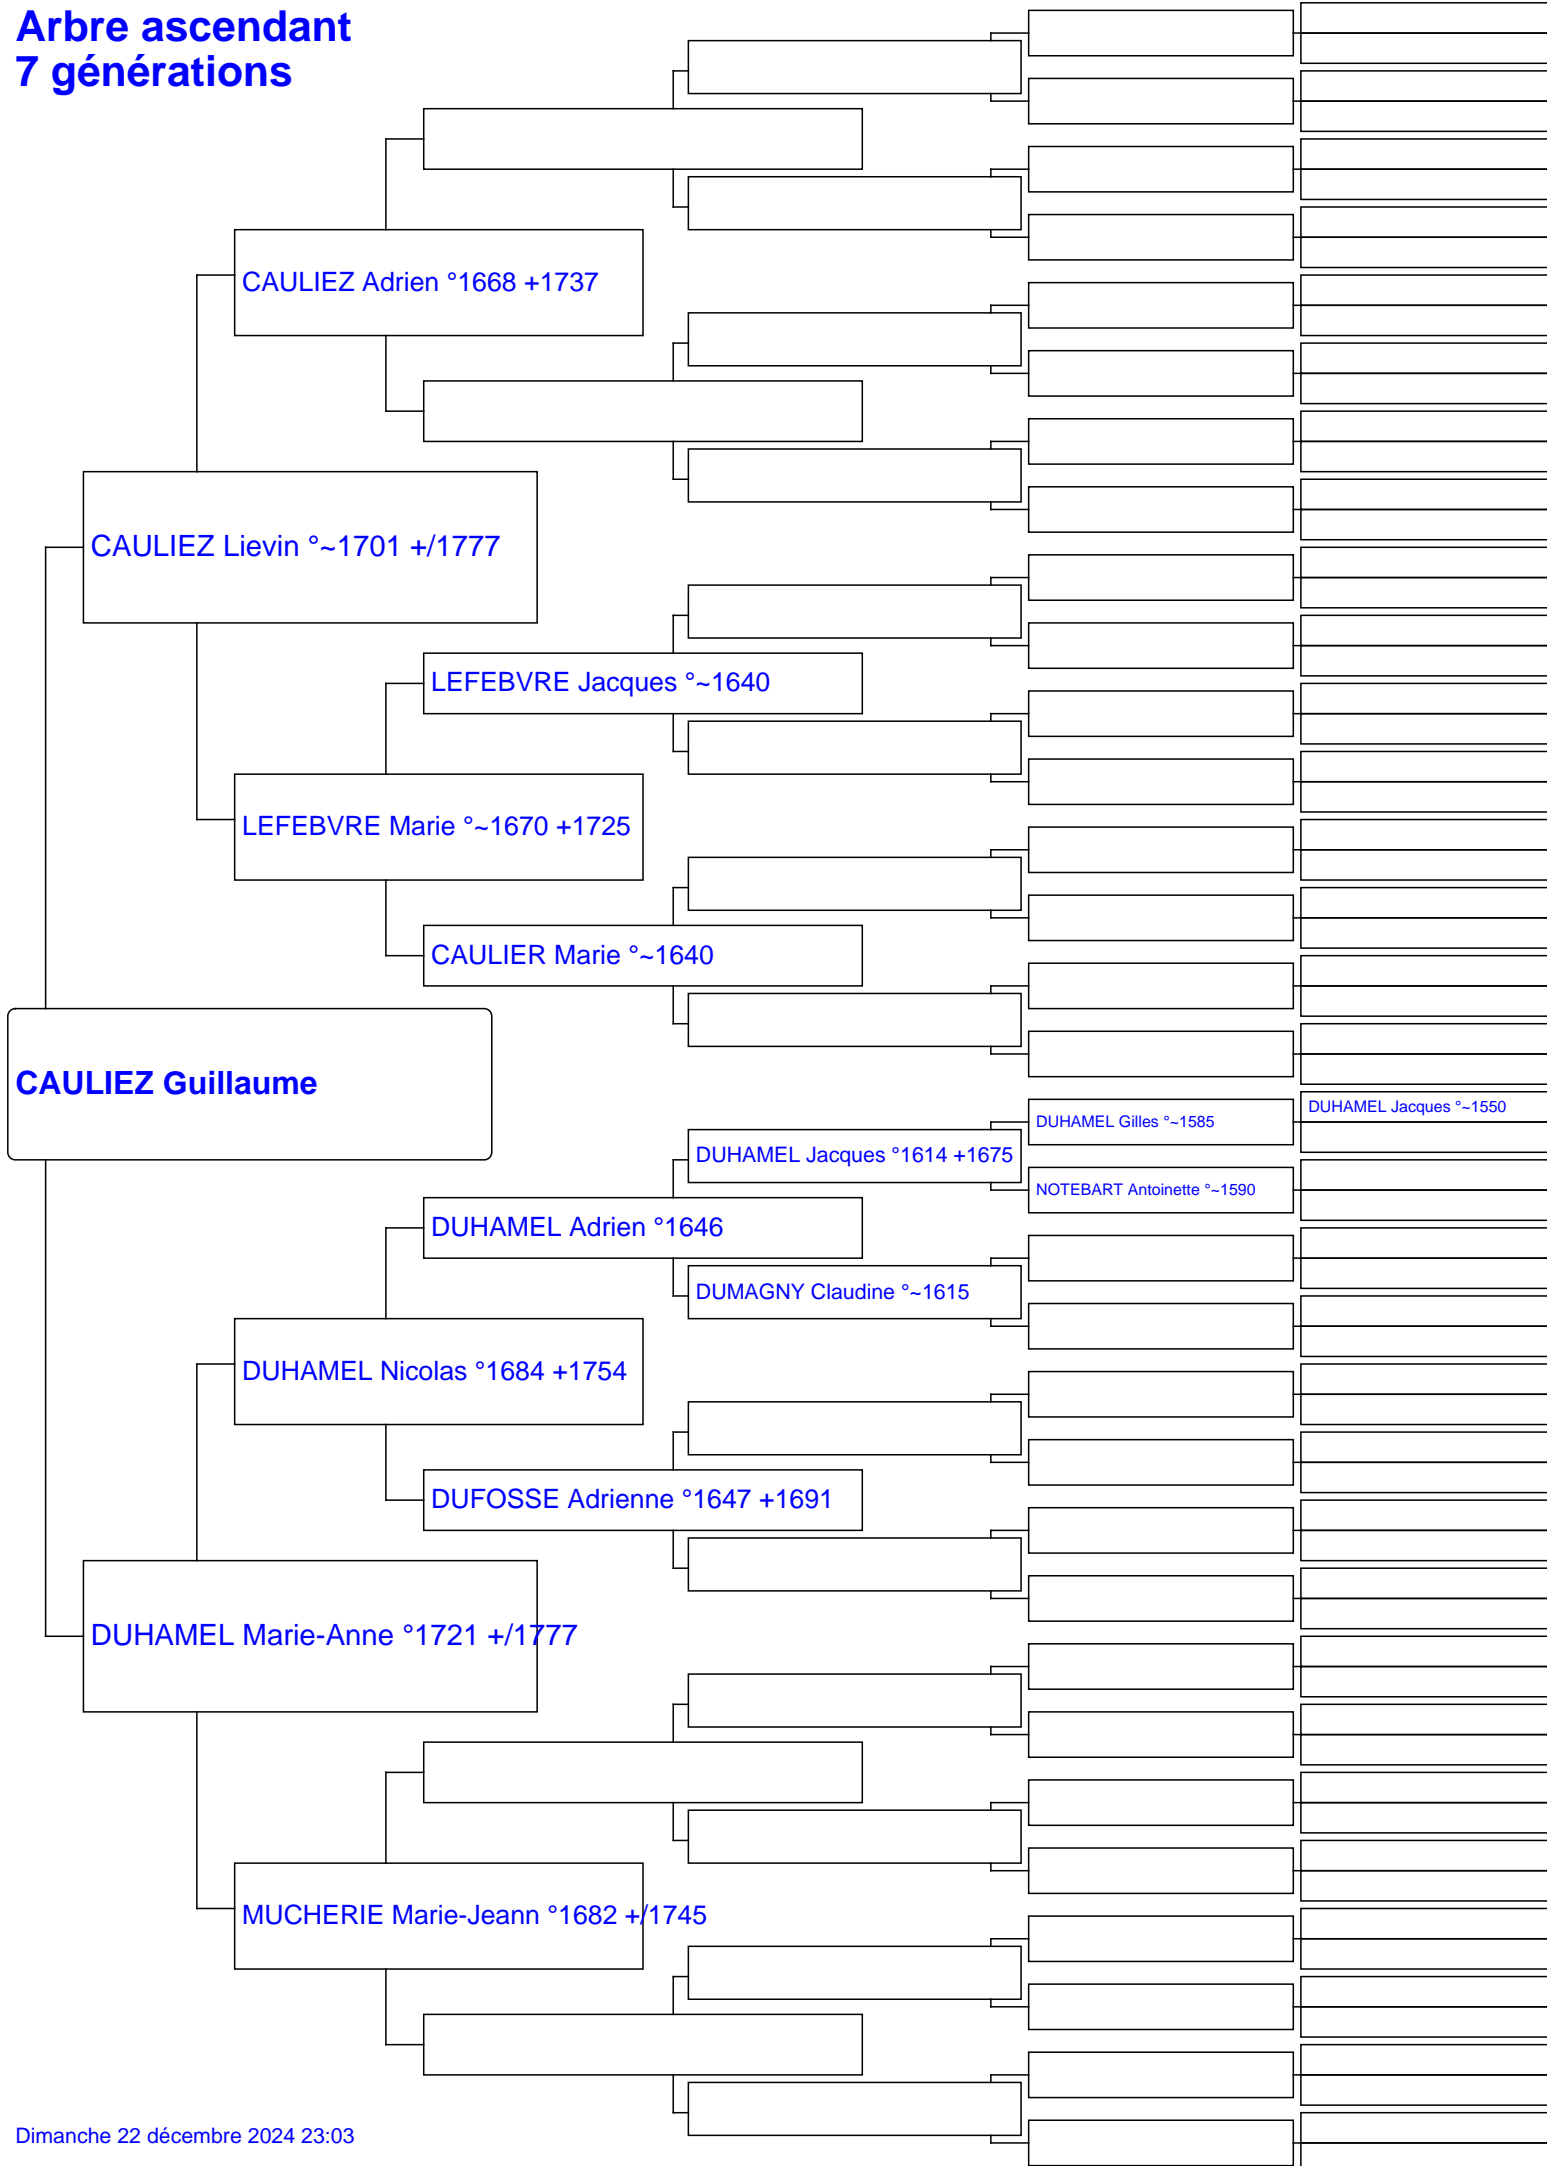 Arbre ascendant
7 générations
CAULIEZ Adrien °1668 +1737
CAULIEZ Lievin °~1701 +/1777
LEFEBVRE Jacques °~1640
LEFEBVRE Marie °~1670 +1725
CAULIER Marie °~1640
CAULIEZ Guillaume
DUHAMEL Jacques °~1550
DUHAMEL Gilles °~1585
DUHAMEL Jacques °1614 +1675
NOTEBART Antoinette °~1590
DUHAMEL Adrien °1646
DUMAGNY Claudine °~1615
DUHAMEL Nicolas °1684 +1754
DUFOSSE Adrienne °1647 +1691
DUHAMEL Marie-Anne °1721 +/1777
MUCHERIE Marie-Jeann °1682 +/1745
Dimanche 22 décembre 2024 23:03